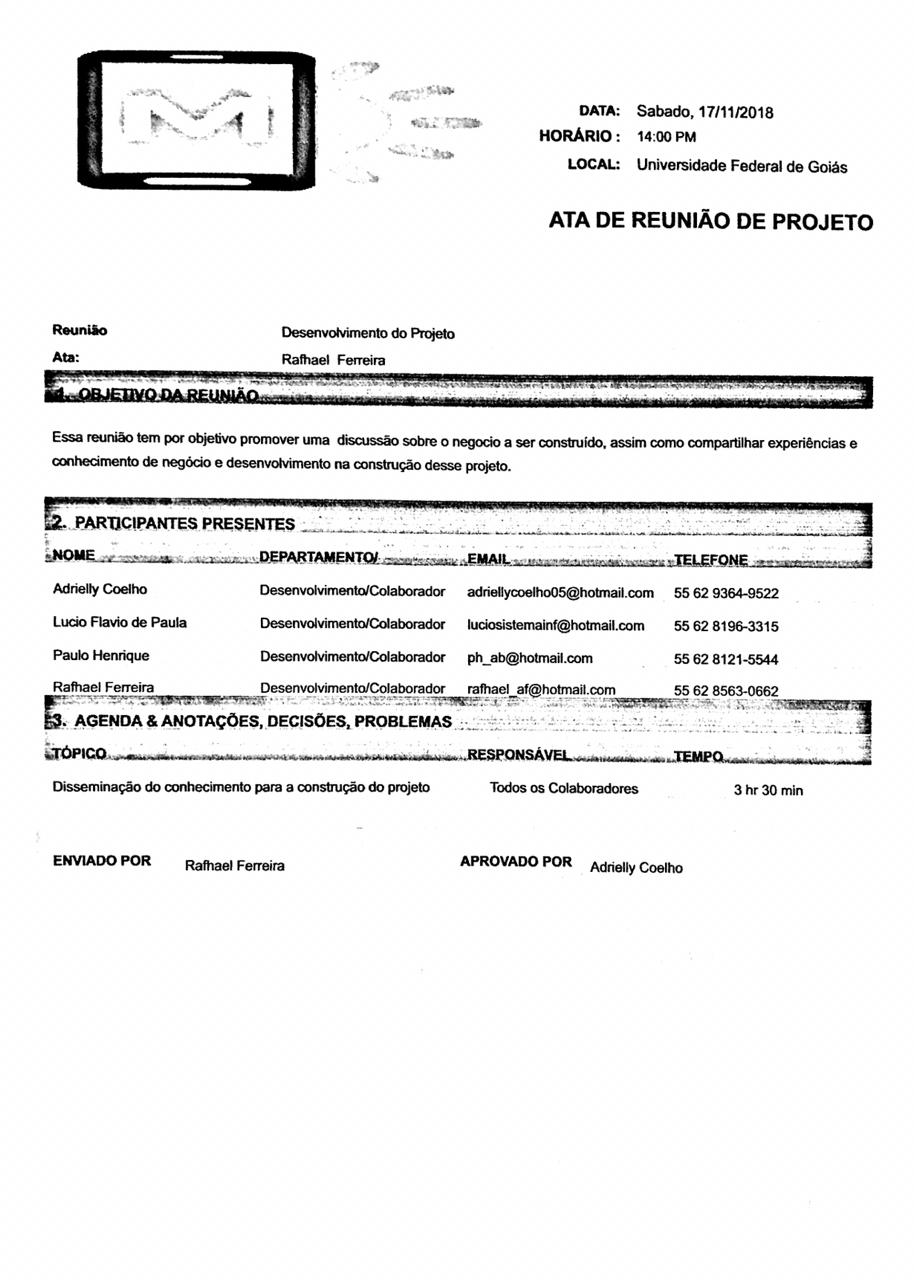 M
DATA: Sabado, 17/11/2018
HORÁRIO : 14:00 PM
LOCAL: Universidade Federal de Goiás
ATA DE REUNIÃO DE PROJETO
Reunião Desenvolvimento do Projeto
Ata: Rafhael Ferreira
1. OBJETIVO DA REUNIÃO
Essa reunião tem por objetivo promover uma discussão sobre o negocio a ser construído, assim como compartilhar experiências e
conhecimento de negócio e desenvolvimento na construção desse projeto.
2. PARTICIPANTES PRESENTES
NOME DEPARTAMENTO/ EMAIL TELEFONE
Adrielly Coelho Desenvolvimento/Colaborador adriellycoelho05@hotmail.com 55 62 9364-9522
Lucio Flavio de Paula Desenvolvimento/Colaborador luciosistemainf@hotmail.com 55 62 8196-3315
Paulo Henrique Desenvolvimento/Colaborador ph_ab@hotmail.com 55 62 8121-5544
Rafhael Ferreira Desenvolvimento/Colaborador rafhael_af@hotmail.com 55 62 8563-0662
3. AGENDA & ANOTAÇÕES, DECISÕES, PROBLEMAS
TÓPICO RESPONSÁVEL TEMPO
Disseminação do conhecimento para a construção do projeto Todos os Colaboradores 3 hr 30 min
ENVIADO POR Rafhael Ferreira APROVADO POR Adrielly Coelho